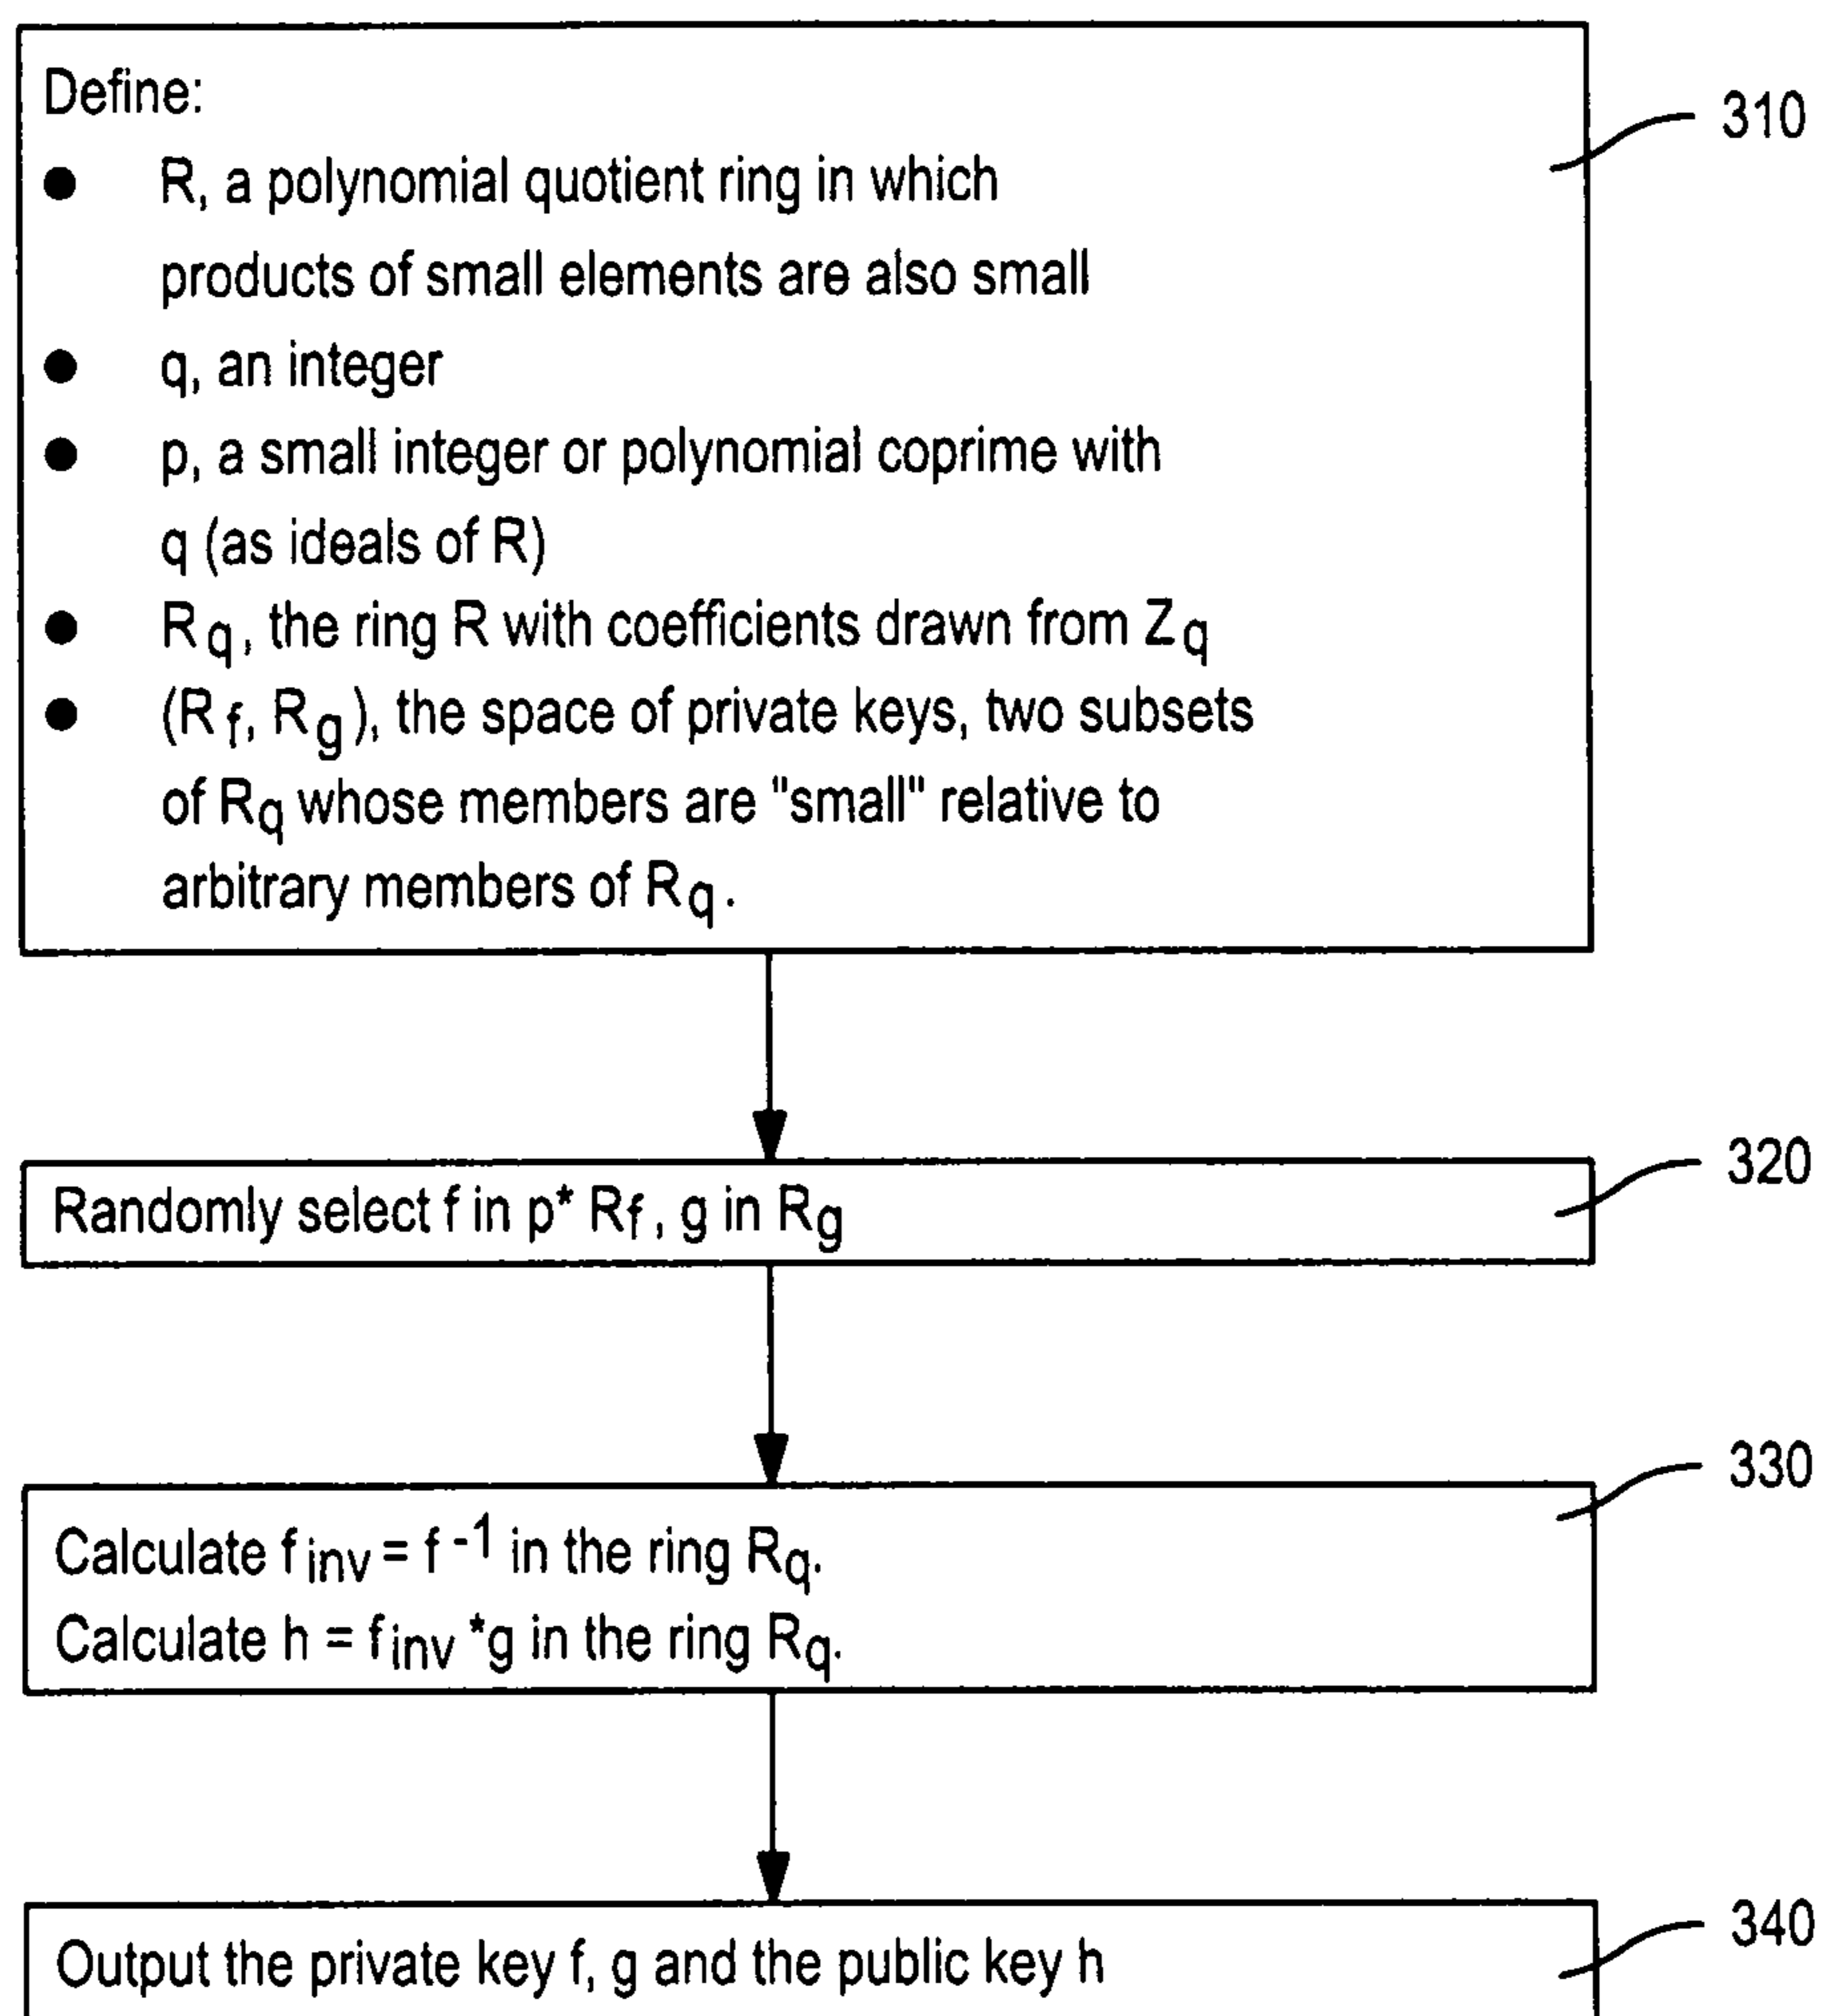 Define:
310
● R, a polynomial quotient ring in which
products of small elements are also small
● q, an integer
● p, a small integer or polynomial coprime with
q (as ideals of R)
● Rq, the ring R with coefficients drawn from Zq
● (Rf, Rg), the space of private keys, two subsets
of Rq whose members are "small" relative to
arbitrary members of Rq.
320
Randomly select f in p* Rf, g in Rg
330
Calculate finv = f -1 in the ring Rq.
Calculate h = finv *g in the ring Rq.
340
Output the private key f, g and the public key h